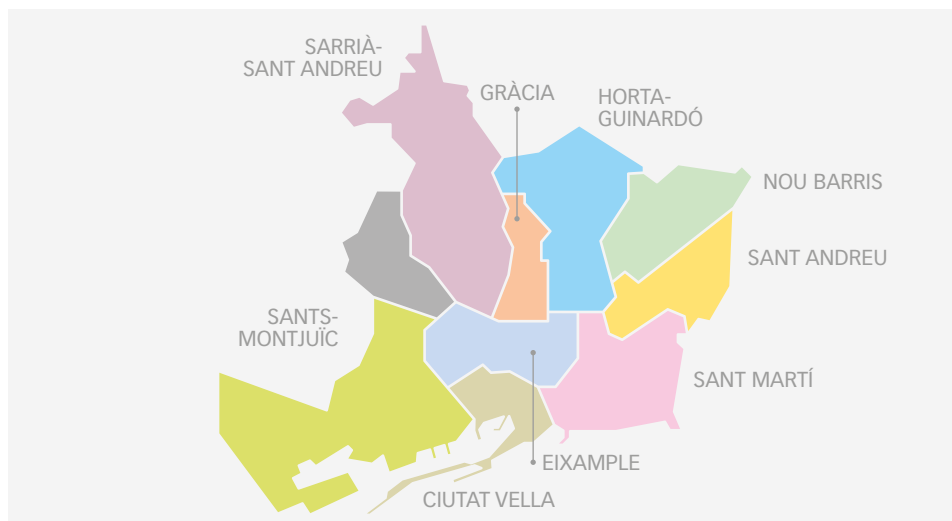 SARRIÀ-
SANT ANDREU
GRÀCIA
HORTA-
GUINARDÓ
NOU BARRIS
SANT ANDREU
SANTS-
MONTJUÏC
SANT MARTÍ
EIXAMPLE
CIUTAT VELLA